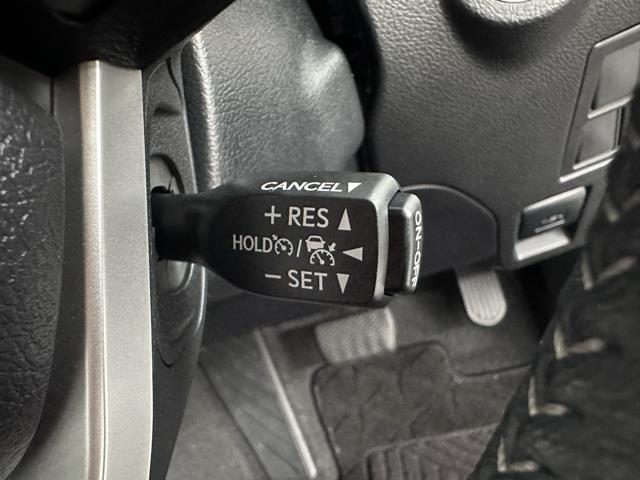 CANCEL▼
+ RES ▲
HOLD / ◄
− SET ▼
ON-OFF